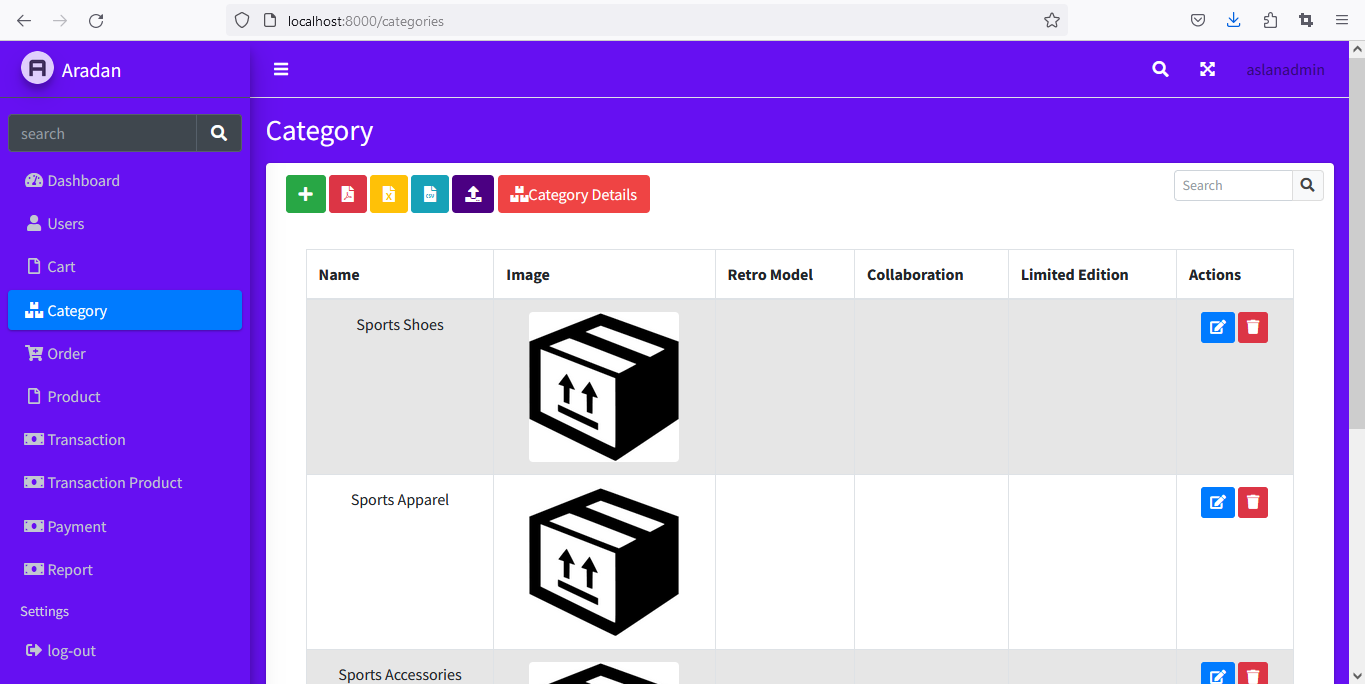 localhost:8000/categories
Aradan
aslanadmin
search
Dashboard
Users
Cart
Category
Order
Product
Transaction
Transaction Product
Payment
Report
Settings
log-out
Category
Category Details
Search
Name Image Retro Model Collaboration Limited Edition Actions
Sports Shoes
Sports Apparel
Sports Accessories